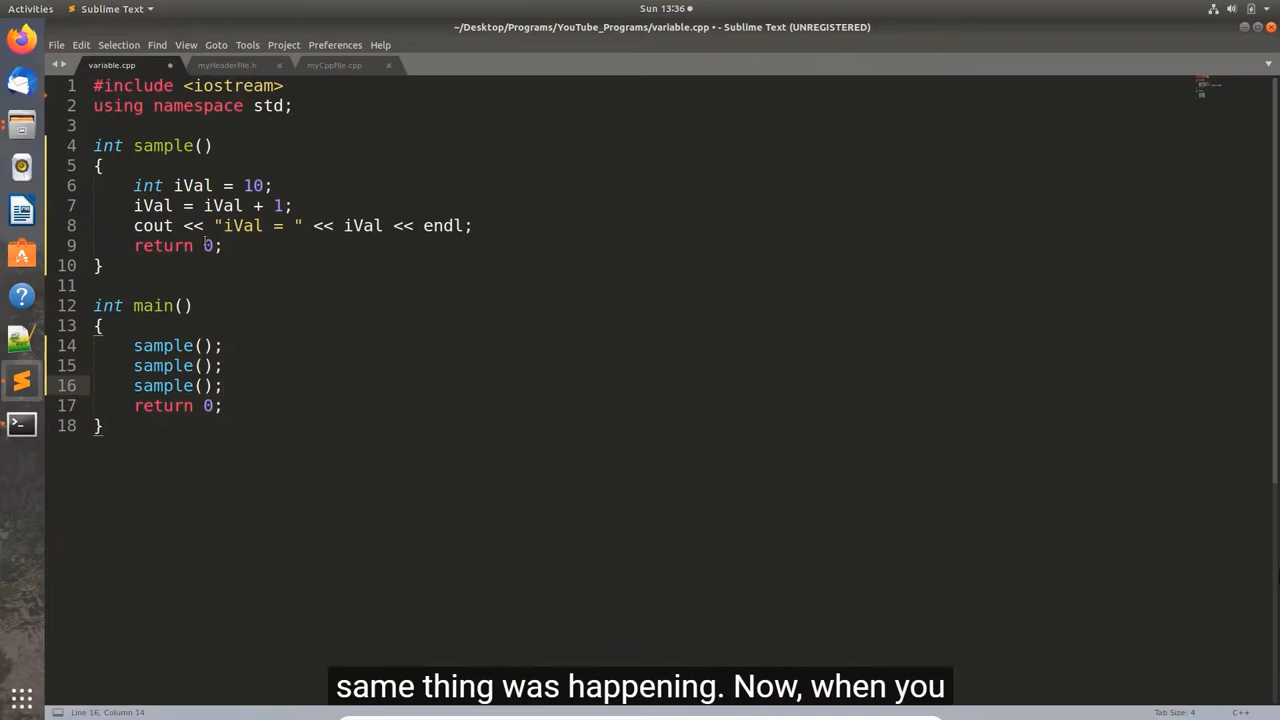 Activities Sublime Text Sun 13:36
~/Desktop/Programs/YouTube_Programs/variable.cpp • - Sublime Text (UNREGISTERED)
File Edit Selection Find View Goto Tools Project Preferences Help
variable.cpp myHeaderFile.h myCppFile.cpp
1 #include <iostream>
2 using namespace std;
3
4 int sample()
5 {
6 int iVal = 10;
7 iVal = iVal + 1;
8 cout << "iVal = " << iVal << endl;
9 return 0;
10 }
11
12 int main()
13 {
14 sample();
15 sample();
16 sample();
17 return 0;
18 }
same thing was happening. Now, when you
Line 16, Column 14 Tab Size: 4 C++